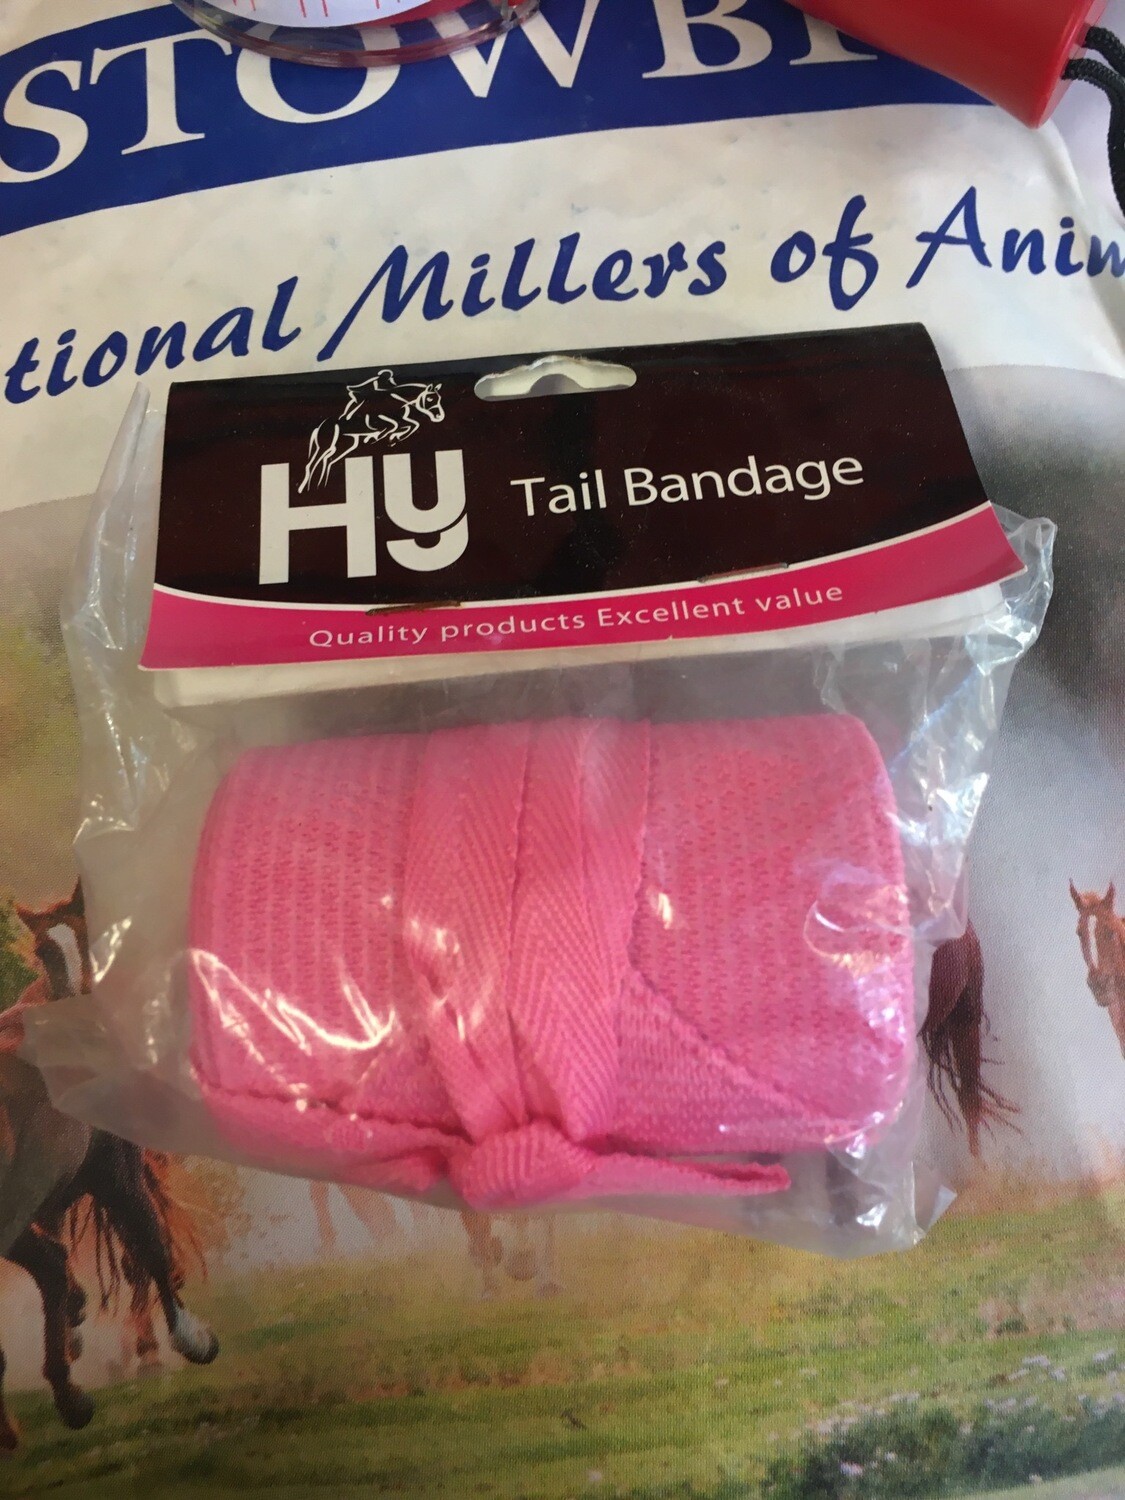 STOWB
tional Millers of Anim
Hy
Tail Bandage
Quality products Excellent value